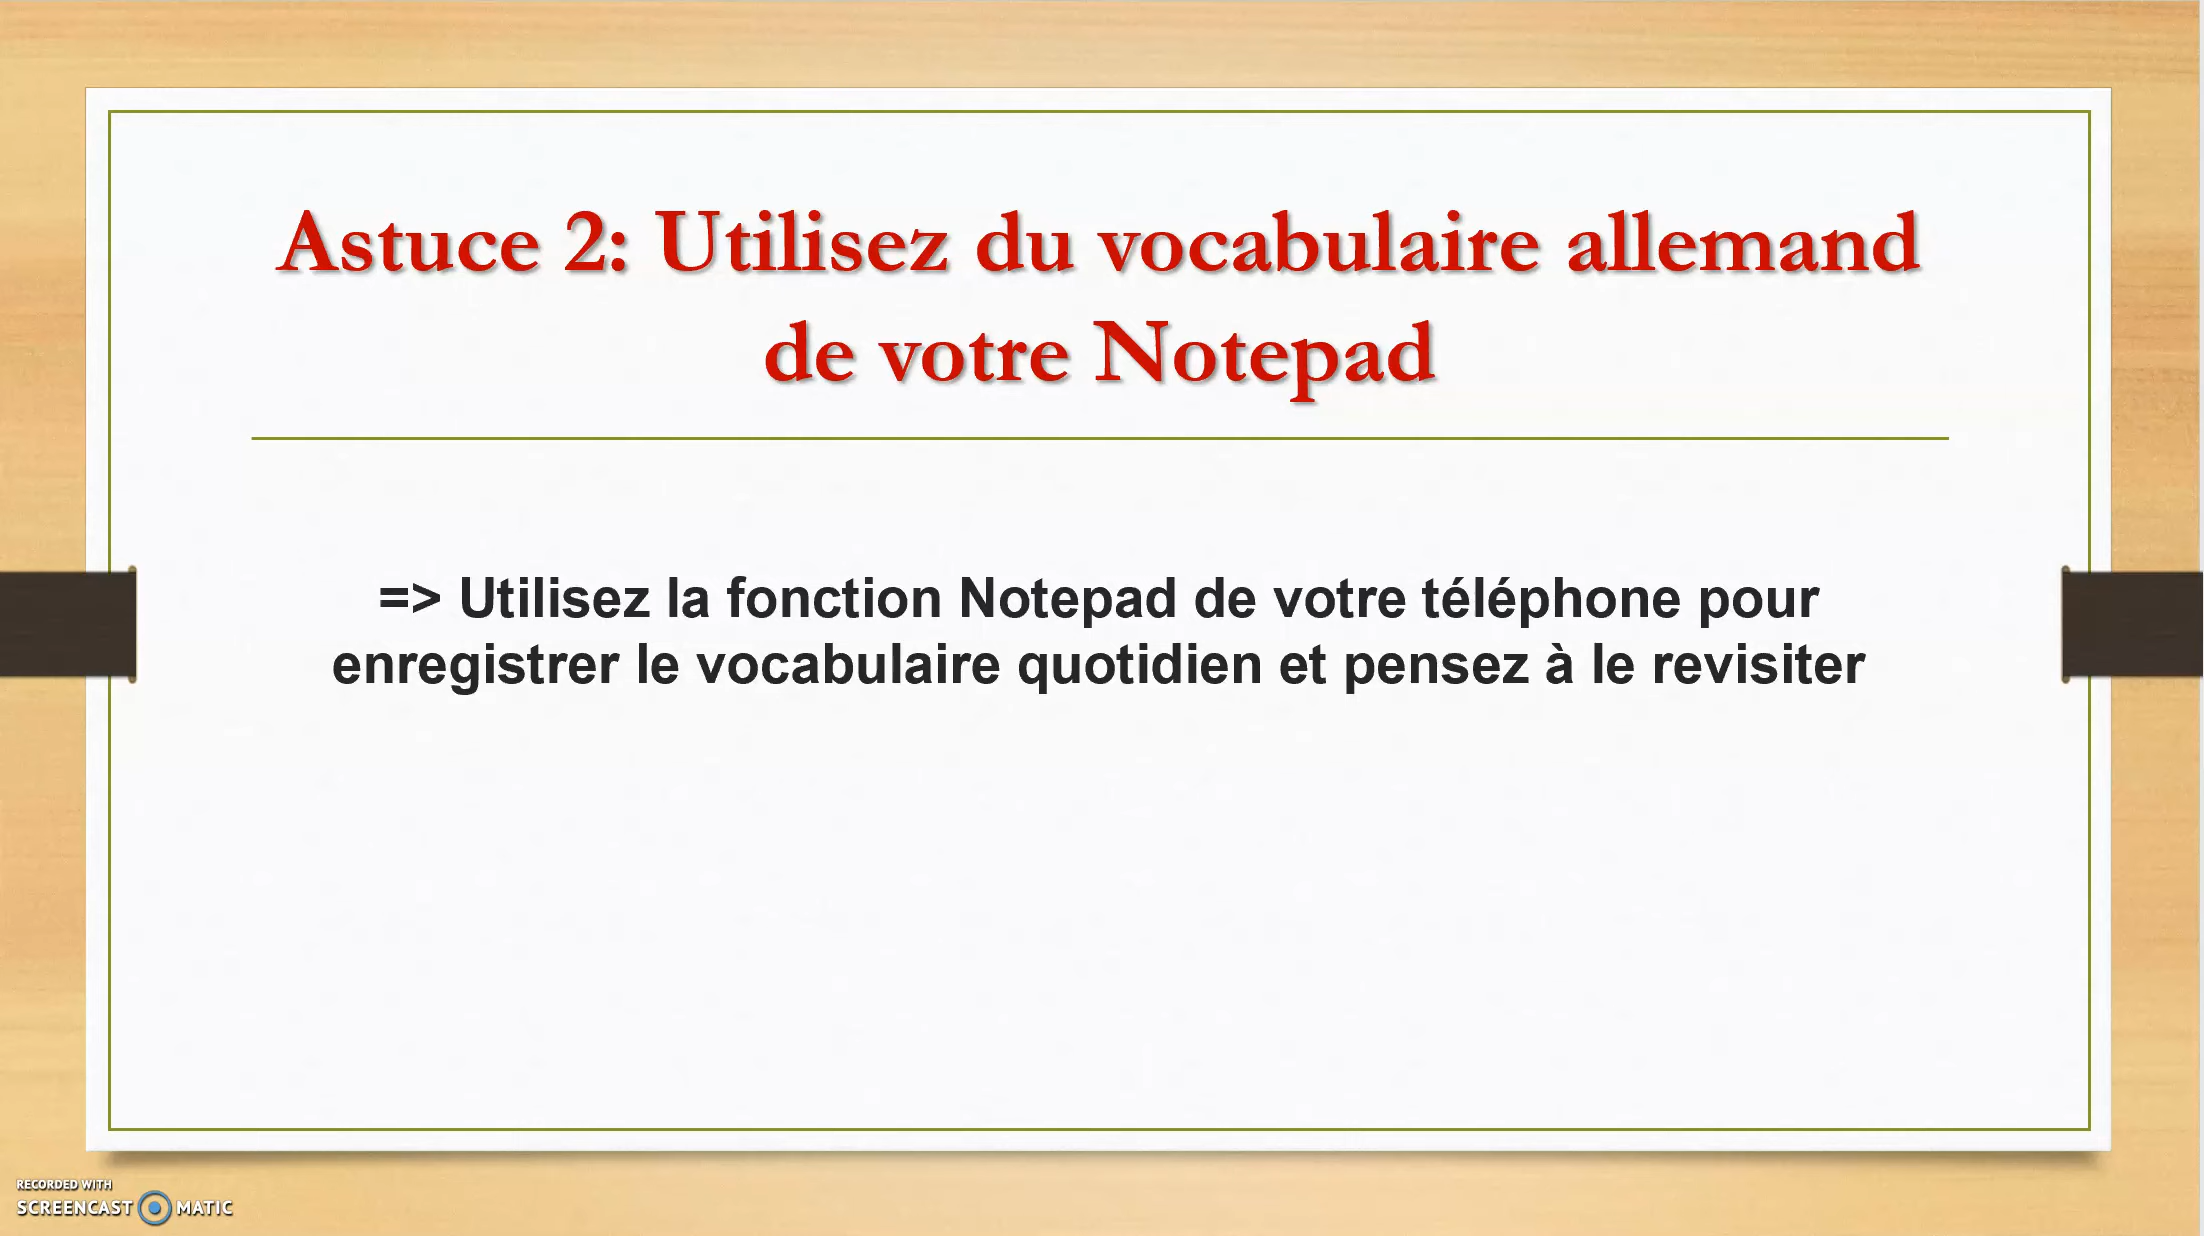 Astuce 2: Utilisez du vocabulaire allemand
de votre Notepad
=> Utilisez la fonction Notepad de votre téléphone pour
enregistrer le vocabulaire quotidien et pensez à le revisiter
RECORDED WITH
SCREENCAST MATIC